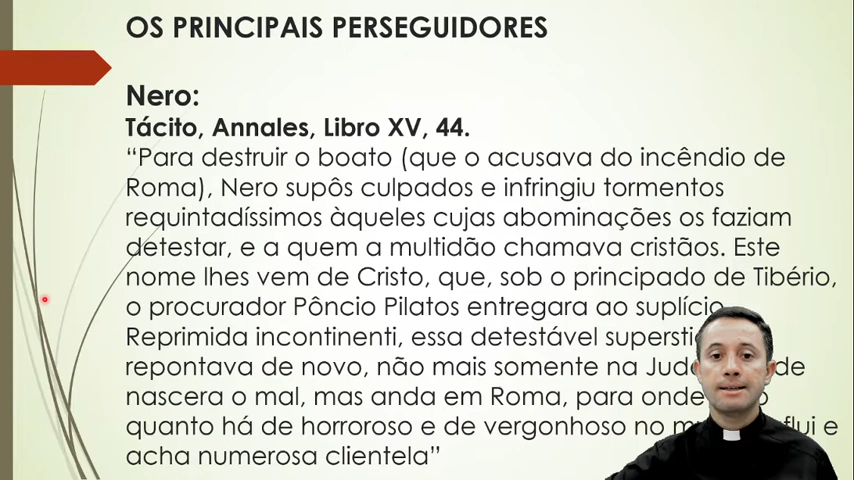 OS PRINCIPAIS PERSEGUIDORES
Nero:
Tácito, Annales, Libro XV, 44.
“Para destruir o boato (que o acusava do incêndio de
Roma), Nero supôs culpados e infringiu tormentos
requintadíssimos àqueles cujas abominações os faziam
detestar, e a quem a multidão chamava cristãos. Este
nome lhes vem de Cristo, que, sob o principado de Tibério,
o procurador Pôncio Pilatos entregara ao suplício
Reprimida incontinenti, essa detestável
repontava de novo, não mais somente na de
nascera o mal, mas anda em Roma, para onde
quanto há de horroroso e de vergonhoso no e
acha numerosa clientela”